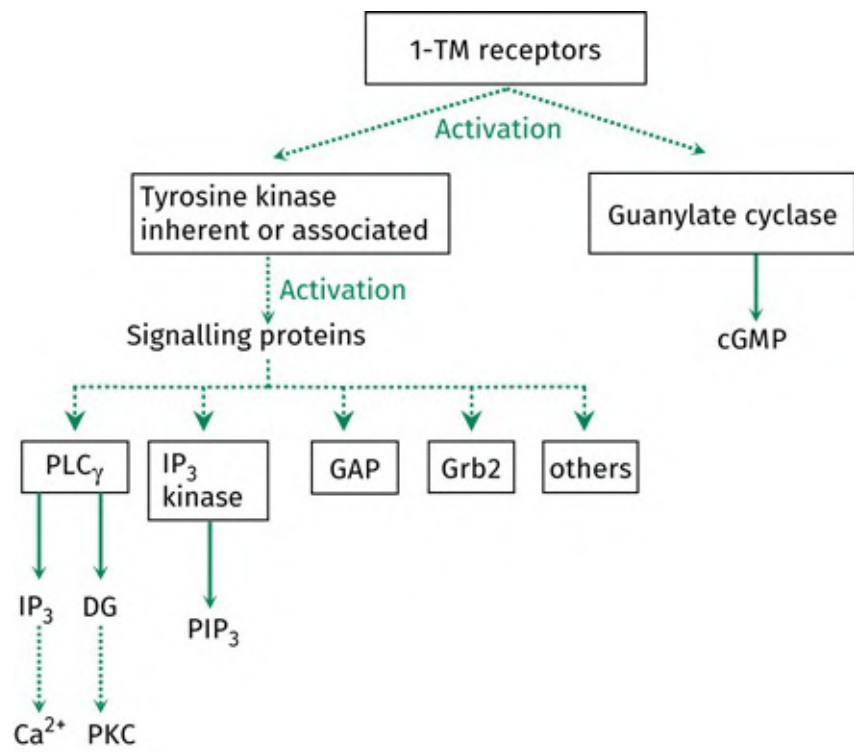 1-TM receptors
Activation
Tyrosine kinase
inherent or associated
Guanylate cyclase
Activation
Signalling proteins
cGMP
PLCγ
IP₃
kinase
GAP
Grb2
others
IP₃
DG
PIP₃
Ca²⁺
PKC